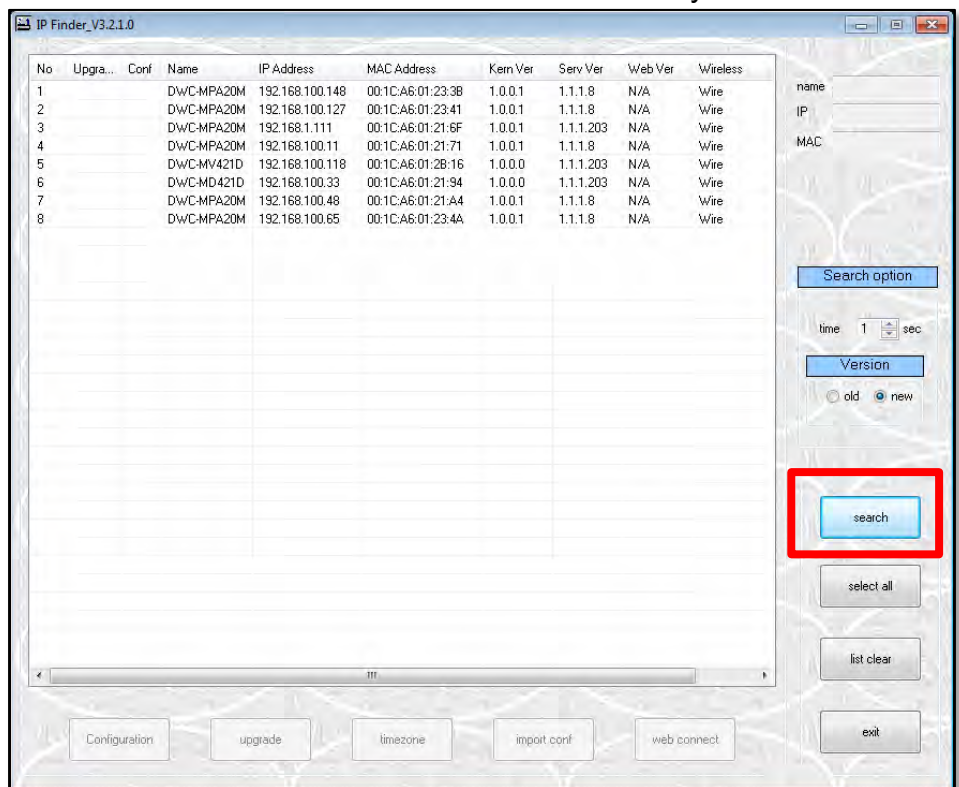 IP Finder_V3.2.1.0
No Upgra... Conf Name IP Address MAC Address Kern Ver Serv Ver Web Ver Wireless
1 DWC-MPA20M 192.168.100.148 00:1C:A6:01:23:3B 1.0.0.1 1.1.1.8 N/A Wire
2 DWC-MPA20M 192.168.100.127 00:1C:A6:01:23:41 1.0.0.1 1.1.1.8 N/A Wire
3 DWC-MPA20M 192.168.1.111 00:1C:A6:01:21:6F 1.0.0.1 1.1.1.203 N/A Wire
4 DWC-MPA20M 192.168.100.11 00:1C:A6:01:21:71 1.0.0.1 1.1.1.8 N/A Wire
5 DWC-MV421D 192.168.100.118 00:1C:A6:01:2B:16 1.0.0.0 1.1.1.203 N/A Wire
6 DWC-MD421D 192.168.100.33 00:1C:A6:01:21:94 1.0.0.0 1.1.1.203 N/A Wire
7 DWC-MPA20M 192.168.100.48 00:1C:A6:01:21:A4 1.0.0.1 1.1.1.8 N/A Wire
8 DWC-MPA20M 192.168.100.65 00:1C:A6:01:23:4A 1.0.0.1 1.1.1.8 N/A Wire
name
IP
MAC
Search option
time 1 sec
Version
old new
search
select all
list clear
exit
Configuration upgrade timezone import conf web connect